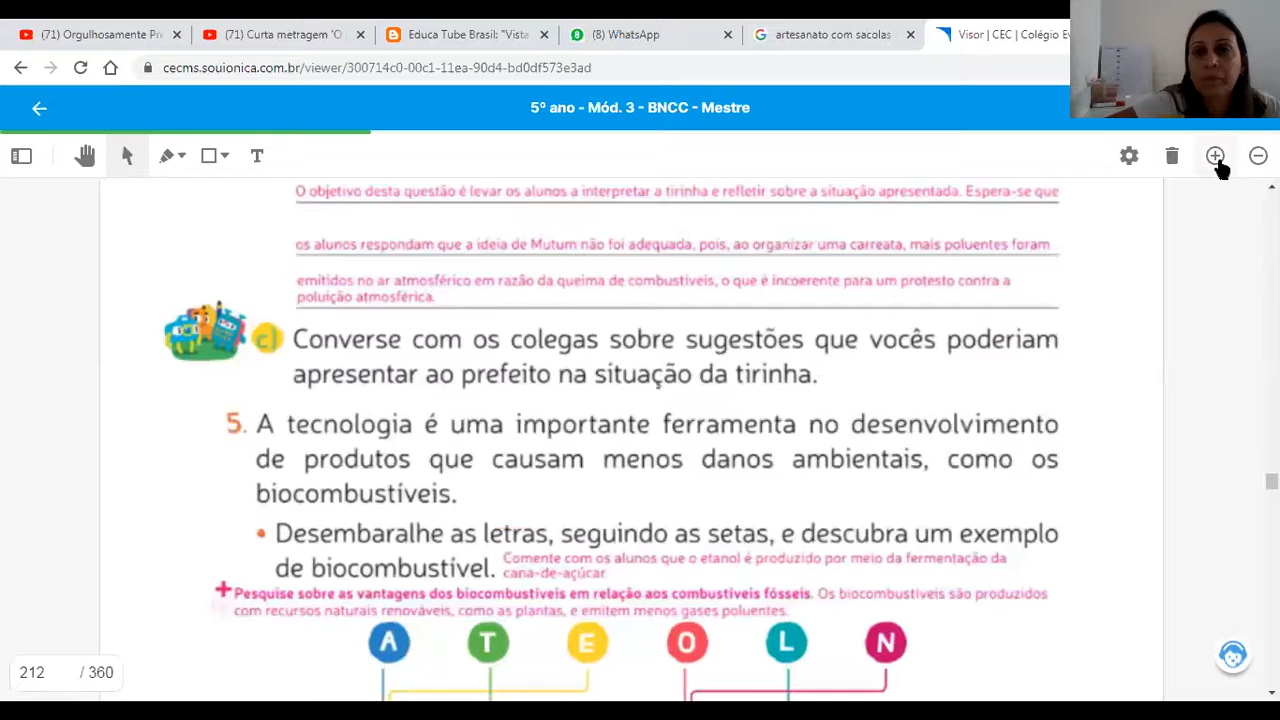 (71) Orgulhosamente Pre
(71) Curta metragem "O
Educa Tube Brasil: "Vista
(8) WhatsApp
artesanato com sacolas
Visor | CEC | Colégio Ev
cecms.souionica.com.br/viewer/300714c0-00c1-11ea-90d4-bd0df573e3ad
5º ano - Mód. 3 - BNCC - Mestre
T
O objetivo desta questão é levar os alunos a interpretar a tirinha e refletir sobre a situação apresentada. Espera-se que
os alunos respondam que a ideia de Mutum não foi adequada, pois, ao organizar uma carreata, mais poluentes foram
emitidos no ar atmosférico em razão da queima de combustíveis, o que é incoerente para um protesto contra a
poluição atmosférica.
c) Converse com os colegas sobre sugestões que vocês poderiam
apresentar ao prefeito na situação da tirinha.
5. A tecnologia é uma importante ferramenta no desenvolvimento
de produtos que causam menos danos ambientais, como os
biocombustíveis.
• Desembaralhe as letras, seguindo as setas, e descubra um exemplo
de biocombustível. Comente com os alunos que o etanol é produzido por meio da fermentação da
cana-de-açúcar
+ Pesquise sobre as vantagens dos biocombustíveis em relação aos combustíveis fósseis. Os biocombustíveis são produzidos
com recursos naturais renováveis, como as plantas, e emitem menos gases poluentes.
A T E O L N
212 / 360